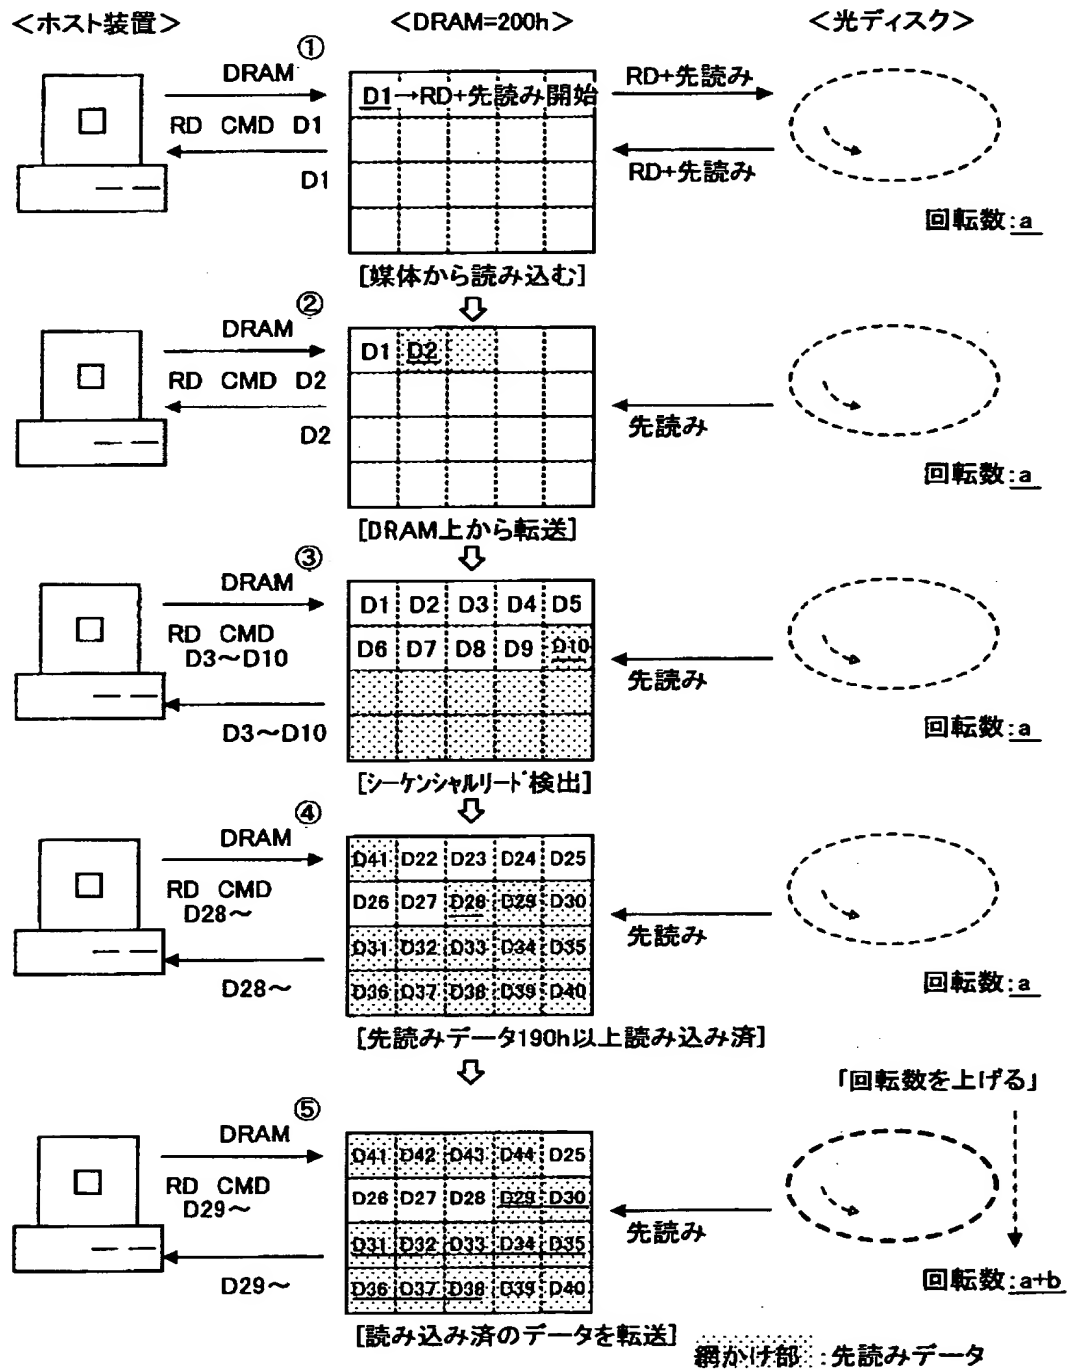 ＜ホスト装置＞ ＜DRAM=200h＞ ＜光ディスク＞
①
DRAM
RD CMD D1
D1
D1→RD+先読み開始
RD+先読み
RD+先読み
回転数:a
[媒体から読み込む]
②
DRAM
RD CMD D2
D2
D1 D2
先読み
回転数:a
[DRAM上から転送]
③
DRAM
RD CMD
D3～D10
D3～D10
D1 D2 D3 D4 D5
D6 D7 D8 D9 D10
先読み
回転数:a
[シーケンシャルリード検出]
④
DRAM
RD CMD
D28～
D28～
D41 D22 D23 D24 D25
D26 D27 D28 D29 D30
D31 D32 D33 D34 D35
D36 D37 D38 D39 D40
先読み
回転数:a
[先読みデータ190h以上読み込み済]
「回転数を上げる」
⑤
DRAM
RD CMD
D29～
D29～
D41 D42 D43 D44 D25
D26 D27 D28 D29 D30
D31 D32 D33 D34 D35
D36 D37 D38 D39 D40
先読み
回転数:a+b
[読み込み済のデータを転送]
網かけ部:先読みデータ